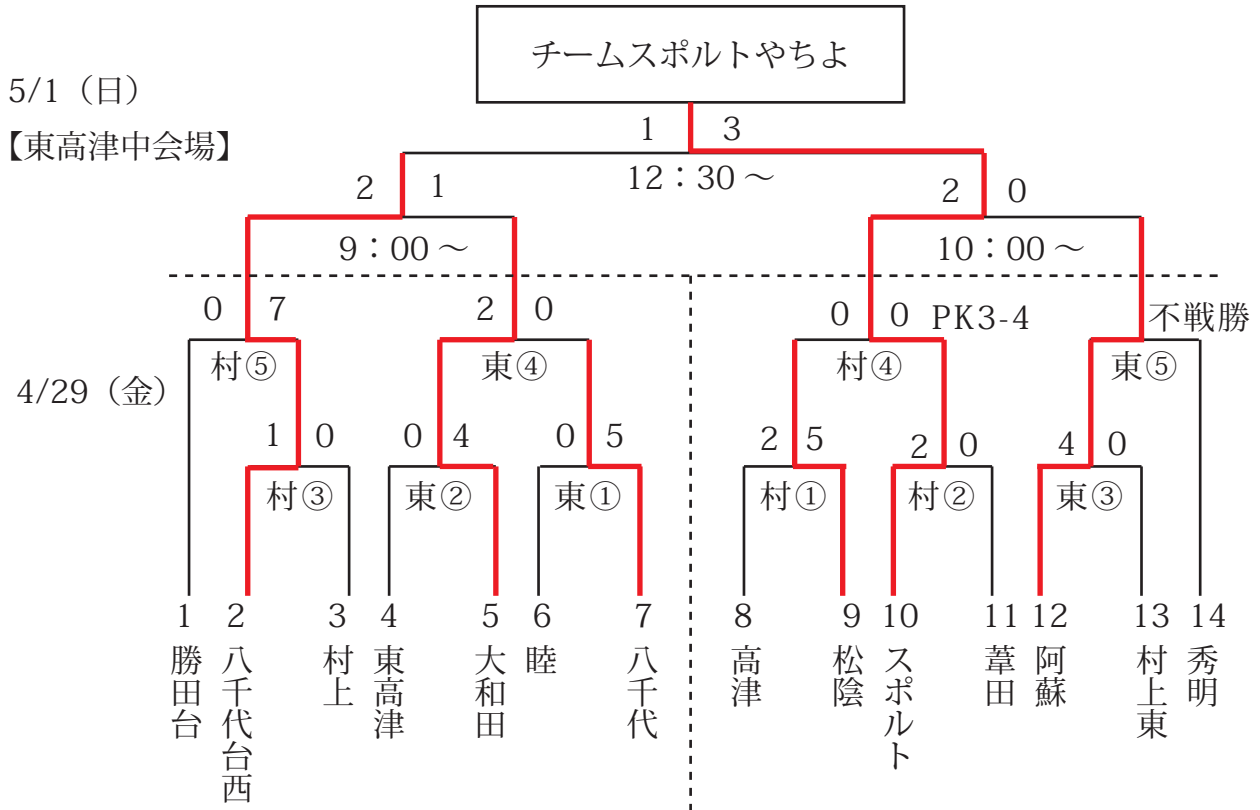 チームスポルトやちよ
5/1（日）
【東高津中会場】
1 3
12：30～
2 1
2 0
9：00～
10：00～
0 7
2 0
0 0 PK3-4
不戦勝
村⑤
東④
村④
東⑤
4/29（金）
1 0
0 4
0 5
2 5
2 0
4 0
村③
東②
東①
村①
村②
東③
1 2 3 4 5 6 7 8 9 10 11 12 13 14
勝田台
八千代台西
村上
東高津
大和田
睦
八千代
高津
松陰
スポルト
葦田
阿蘇
村上東
秀明